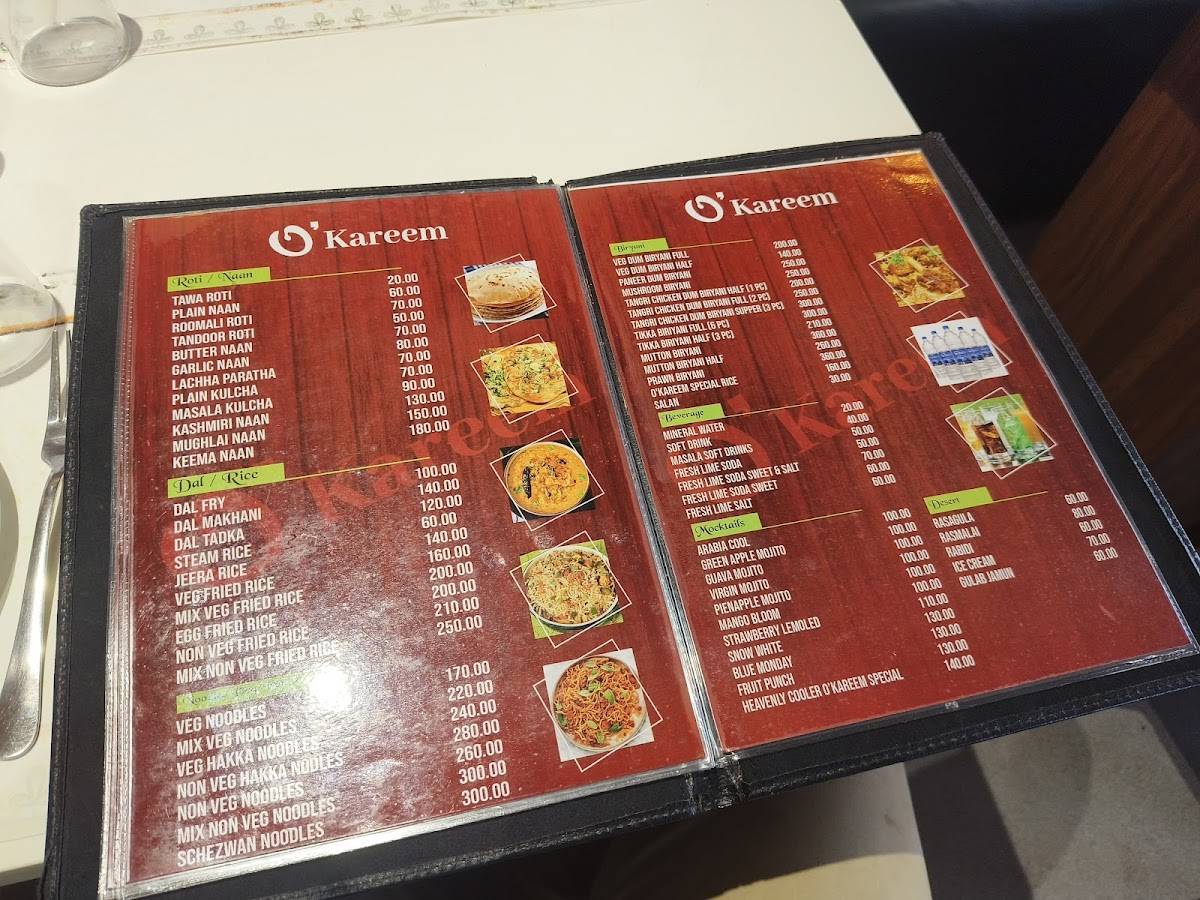 O' Kareem
Roti / Naan
TAWA ROTI 20.00
PLAIN NAAN 60.00
ROOMALI ROTI 70.00
TANDOOR ROTI 50.00
BUTTER NAAN 70.00
GARLIC NAAN 80.00
LACHHA PARATHA 70.00
PLAIN KULCHA 70.00
MASALA KULCHA 90.00
KASHMIRI NAAN 130.00
MUGHLAI NAAN 150.00
KEEMA NAAN 180.00
Dal / Rice
DAL FRY 100.00
DAL MAKHANI 140.00
DAL TADKA 120.00
STEAM RICE 60.00
JEERA RICE 140.00
VEG FRIED RICE 160.00
MIX VEG FRIED RICE 200.00
EGG FRIED RICE 200.00
NON VEG FRIED RICE 210.00
MIX NON VEG FRIED RICE 250.00
VEG NOODLES 170.00
MIX VEG NOODLES 220.00
VEG HAKKA NOODLES 240.00
NON VEG HAKKA NOODLES 280.00
NON VEG NOODLES 260.00
MIX NON VEG NOODLES 300.00
SCHEZWAN NOODLES 300.00
Kareem
O' Kareem
Biryani
VEG DUM BIRYANI FULL 200.00
VEG DUM BIRYANI HALF 140.00
PANEER DUM BIRYANI 250.00
MUSHROOM BIRYANI 250.00
TANGRI CHICKEN DUM BIRYANI HALF (1 PC) 200.00
TANGRI CHICKEN DUM BIRYANI FULL (2 PC) 250.00
TANGRI CHICKEN DUM BIRYANI SUPPER (3 PC) 300.00
TIKKA BIRIYANI FULL (6 PC) 300.00
TIKKA BIRIYANI HALF (3 PC) 210.00
MUTTON BIRYANI 360.00
MUTTON BIRYANI HALF 260.00
PRAWN BIRYANI 360.00
O'KAREEM SPECIAL RICE 160.00
SALAN 30.00
Beverage
MINERAL WATER 20.00
SOFT DRINK 40.00
MASALA SOFT DRINKS 50.00
FRESH LIME SODA 50.00
FRESH LIME SODA SWEET & SALT 70.00
FRESH LIME SODA SWEET 60.00
FRESH LIME SALT 60.00
Mocktails
ARABIA COOL 100.00
GREEN APPLE MOJITO 100.00
GUAVA MOJITO 100.00
VIRGIN MOJITO 100.00
PIENAPPLE MOJITO 100.00
MANGO BLOOM 100.00
STRAWBERRY LEMOLED 110.00
SNOW WHITE 130.00
BLUE MONDAY 130.00
FRUIT PUNCH 130.00
HEAVENLY COOLER O'KAREEM SPECIAL 140.00
Desert
RASAGULA 60.00
RASMALAI 80.00
RABIDI 60.00
ICE CREAM 70.00
GULAB JAMUN 60.00
Kareem